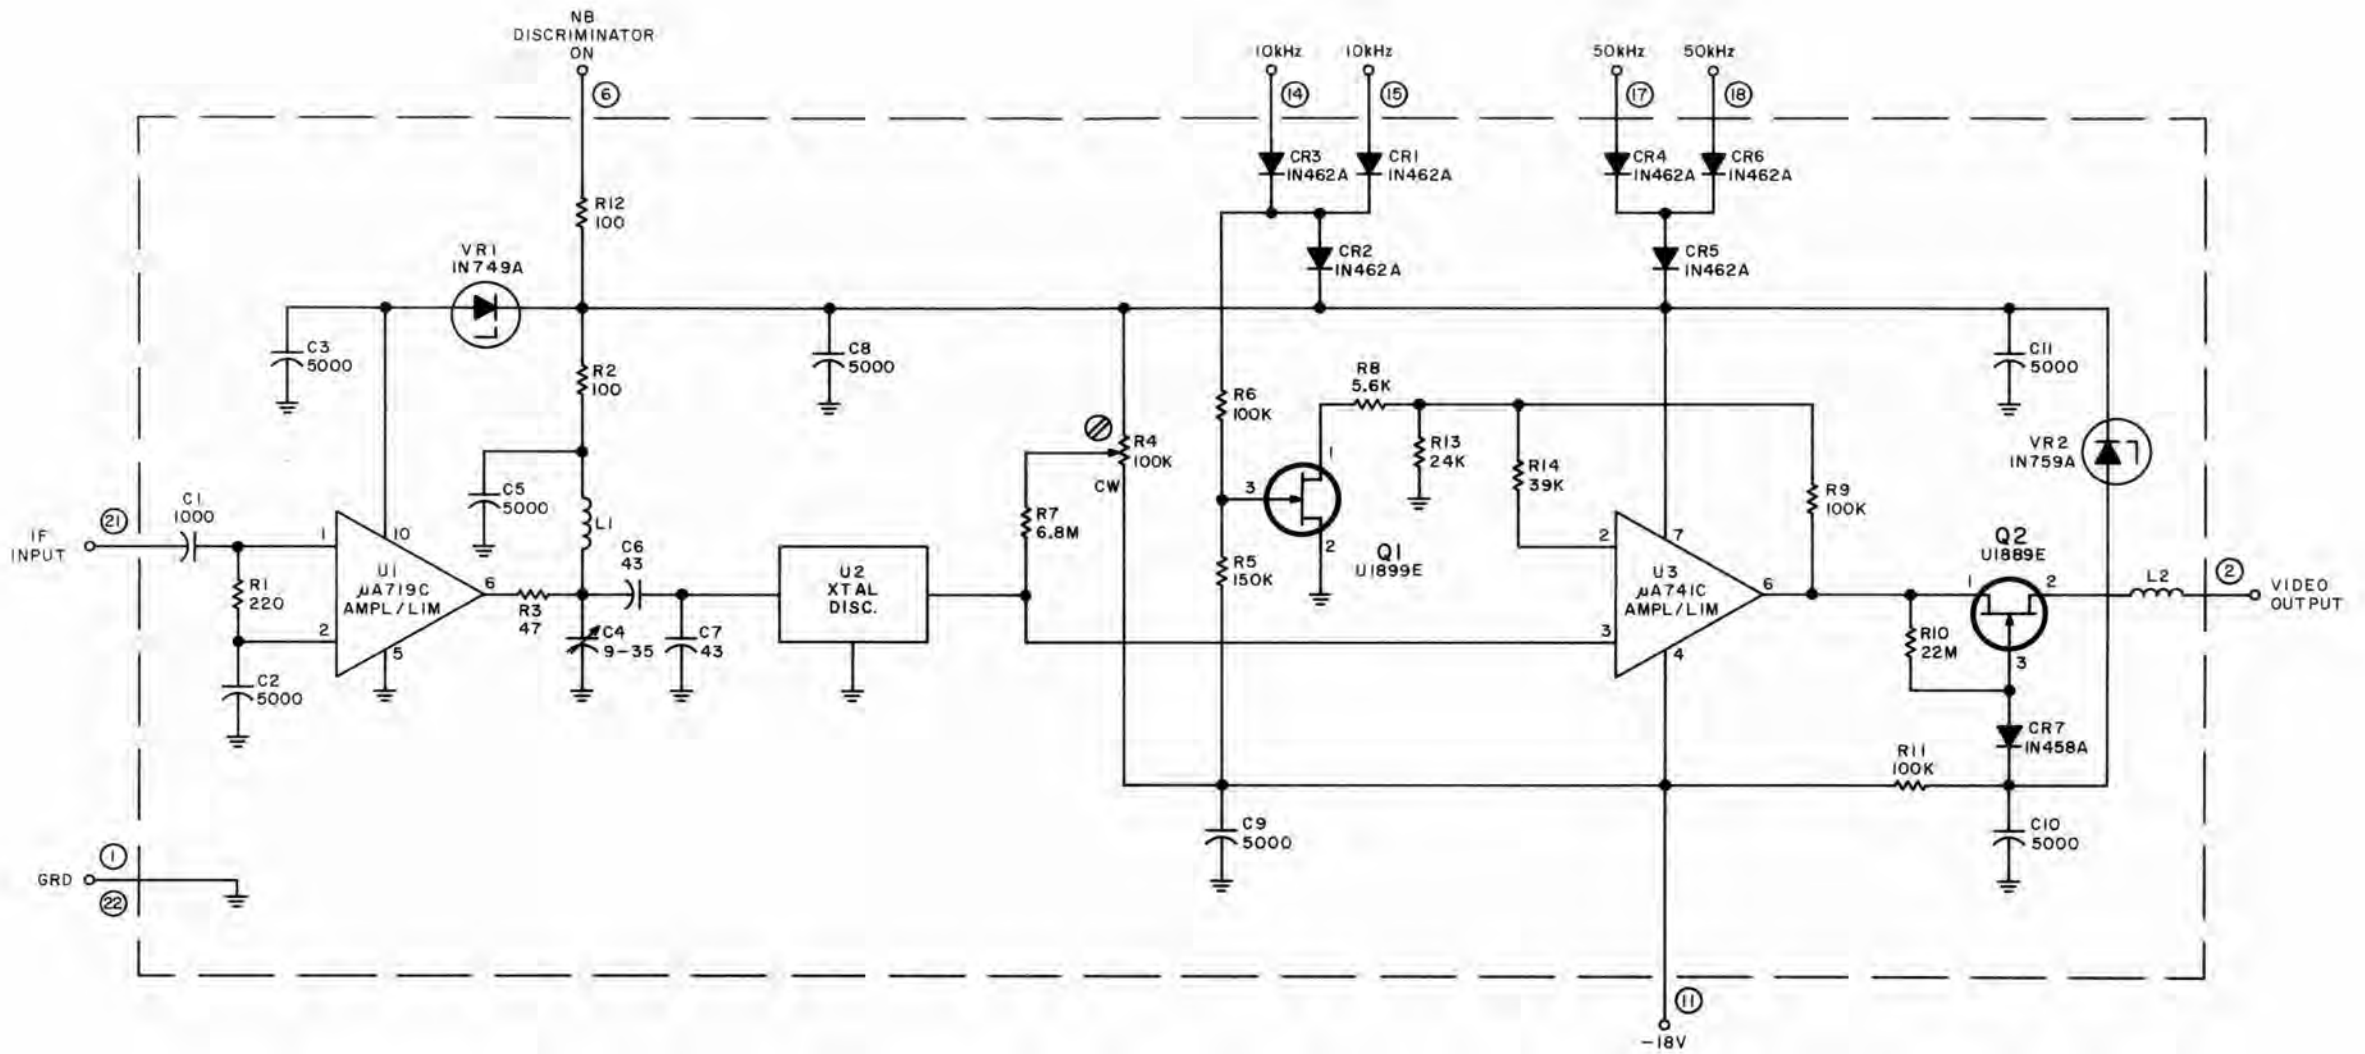 NB
DISCRIMINATOR
ON
6
10kHz
14
10kHz
15
50kHz
17
50kHz
18
CR3
IN462A
CR1
IN462A
CR4
IN462A
CR6
IN462A
R12
100
CR2
IN462A
CR5
IN462A
VR1
IN749A
C3
5000
R2
100
C8
5000
C11
5000
R8
5.6K
R6
100K
R4
100K
CW
R13
24K
R14
39K
R9
100K
VR2
IN759A
1
3
2
Q1
U1899E
C5
5000
L1
R7
6.8M
21
C1
1000
IF
INPUT
R1
220
C2
5000
1
10
2
5
6
U1
µA719C
AMPL/LIM
R3
47
C6
43
C4
9-35
C7
43
U2
XTAL
DISC.
R5
150K
2
7
3
4
6
U3
µA741C
AMPL/LIM
Q2
U1889E
1
2
3
L2
2
VIDEO
OUTPUT
R10
22M
CR7
IN458A
R11
100K
C9
5000
C10
5000
1
GRD
22
11
-18V